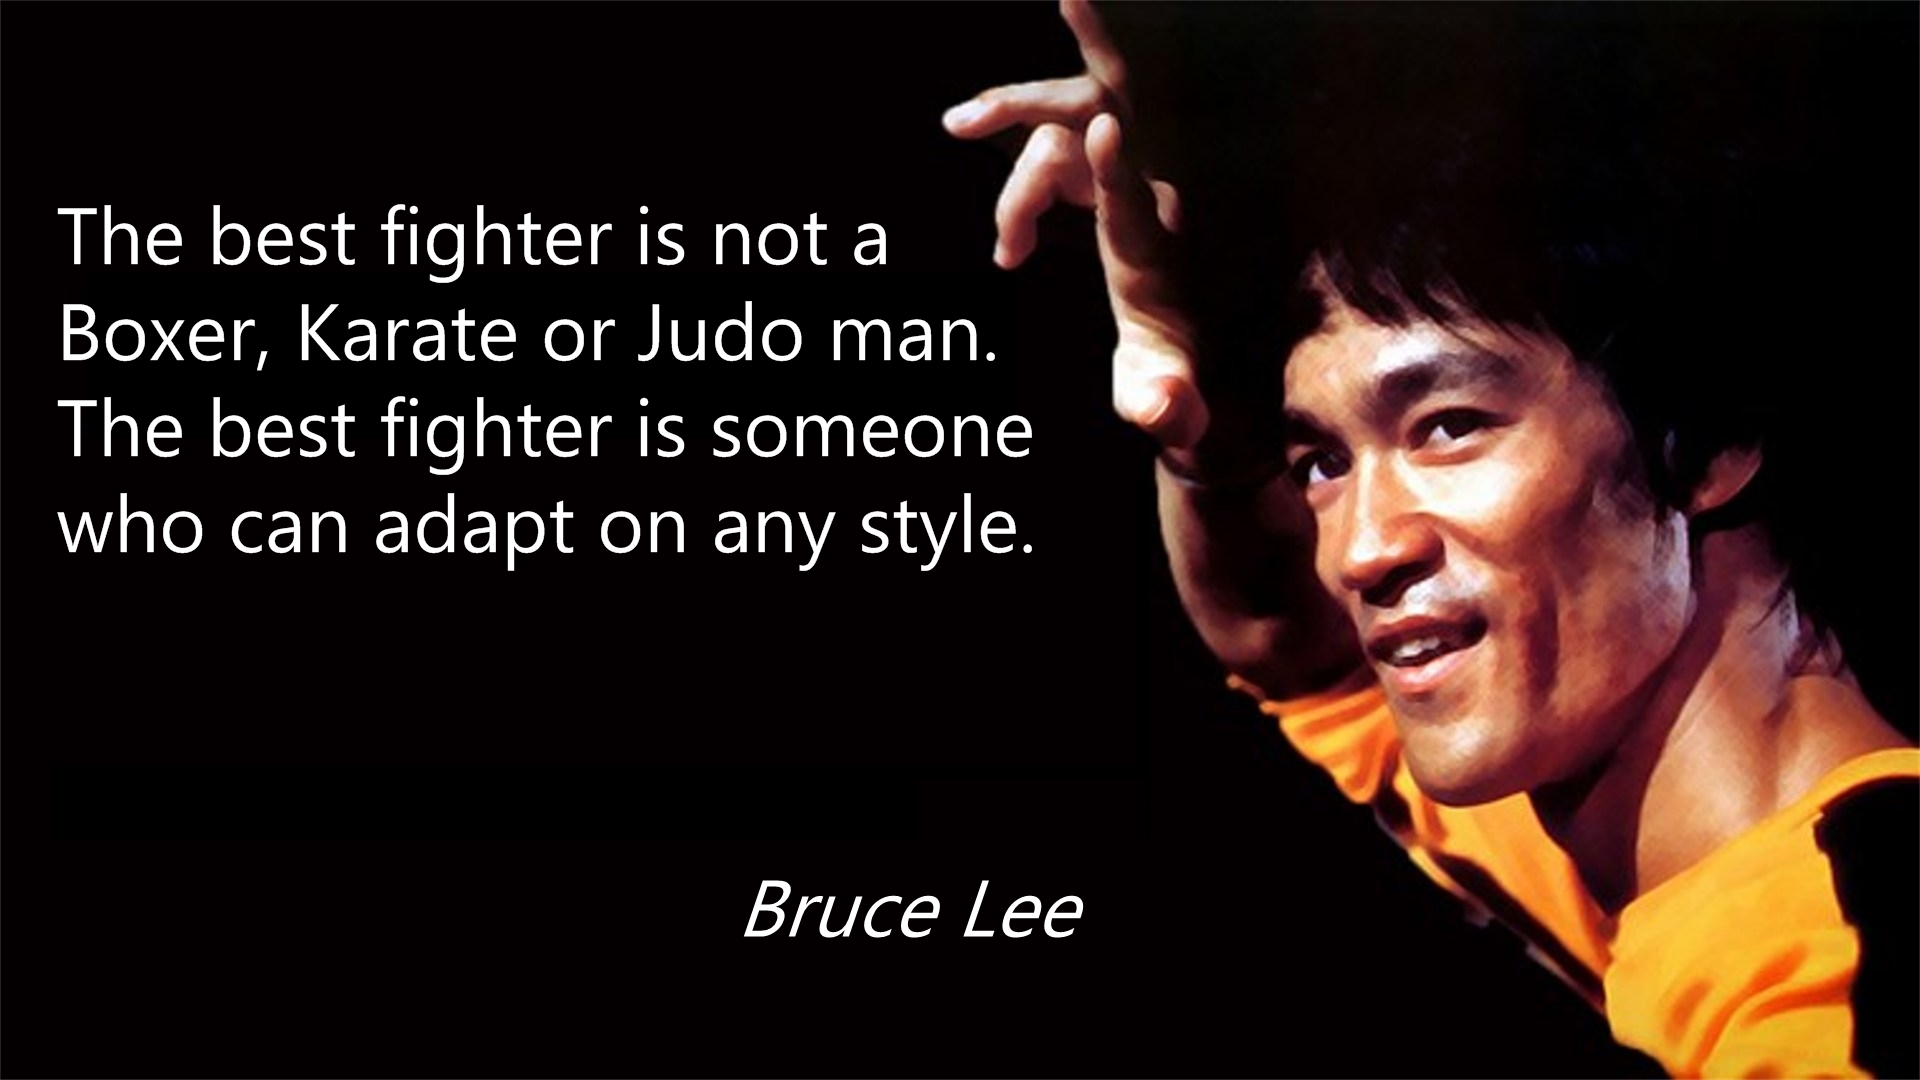 The best fighter is not a
Boxer, Karate or Judo man.
The best fighter is someone
who can adapt on any style.
Bruce Lee